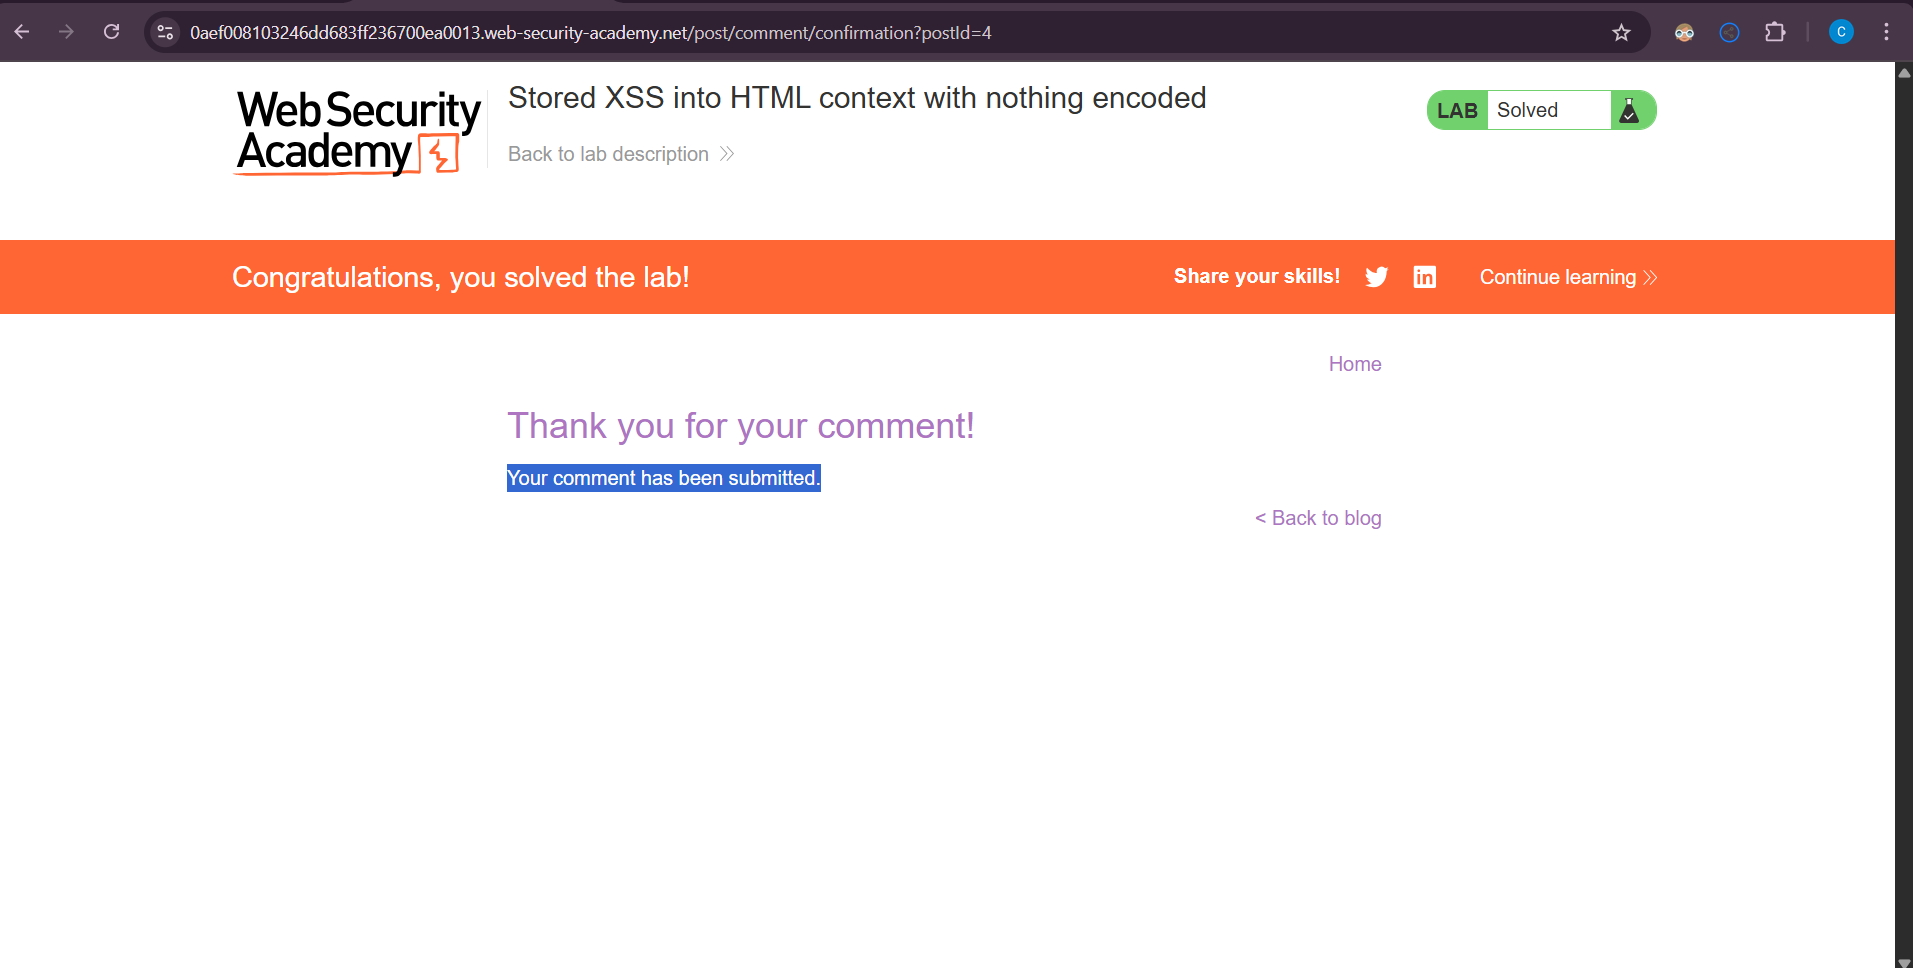 0aef008103246dd683ff236700ea0013.web-security-academy.net/post/comment/confirmation?postId=4
C
Web Security
Academy
Stored XSS into HTML context with nothing encoded
Back to lab description
LAB Solved
Congratulations, you solved the lab!
Share your skills!
in
Continue learning
Home
Thank you for your comment!
Your comment has been submitted.
< Back to blog